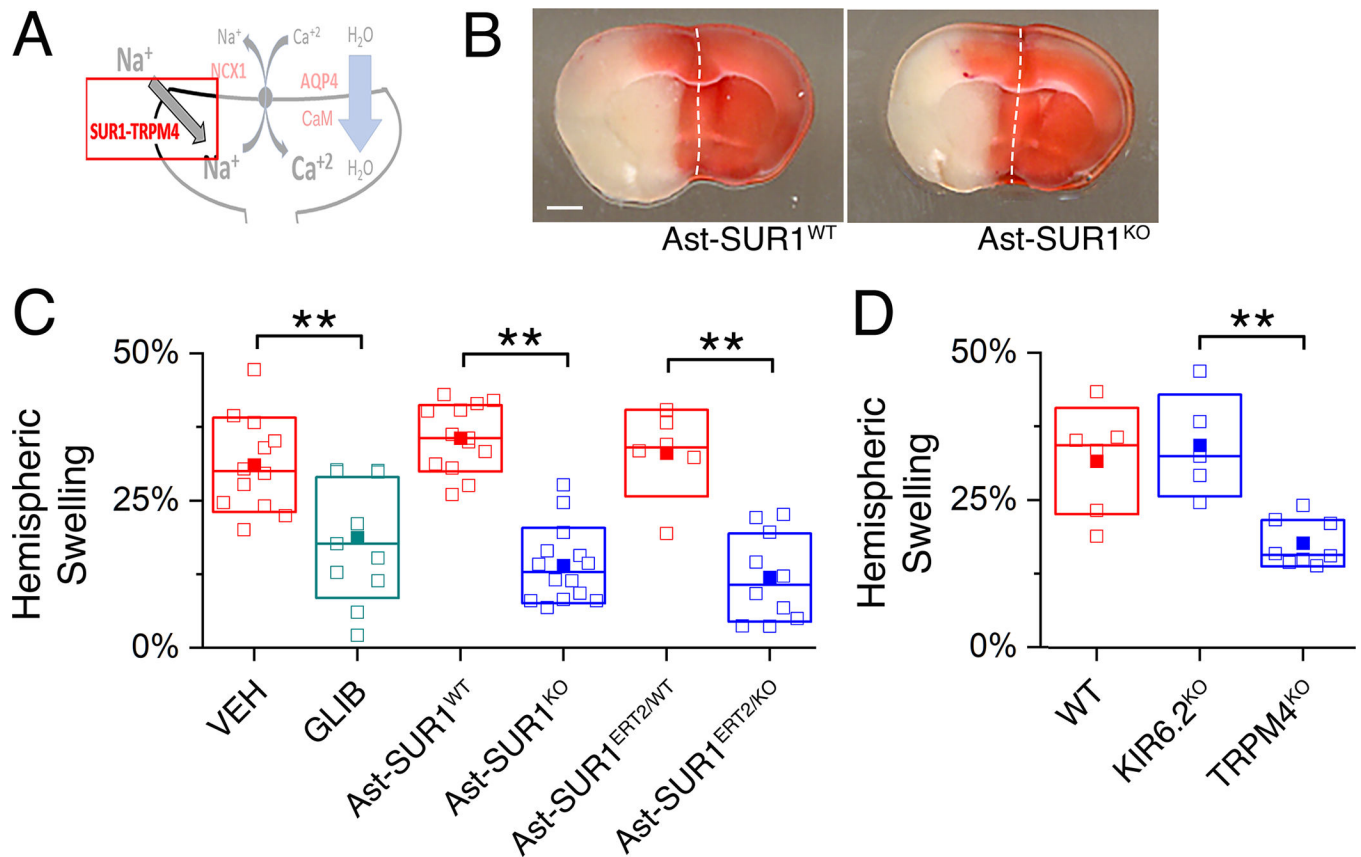 A
Na⁺
Na⁺
Ca⁺²
H₂O
NCX1
AQP4
SUR1-TRPM4
CaM
Na⁺
Ca⁺²
H₂O
B
Ast-SUR1ᵂᵀ
Ast-SUR1ᴷᴼ
C
Hemispheric
Swelling
50%
25%
0%
**
**
**
VEH
GLIB
Ast-SUR1ᵂᵀ
Ast-SUR1ᴷᴼ
Ast-SUR1ᴱᴿᵀ²/ᵂᵀ
Ast-SUR1ᴱᴿᵀ²/ᴷᴼ
D
Hemispheric
Swelling
50%
25%
0%
**
WT
KIR6.2ᴷᴼ
TRPM4ᴷᴼ